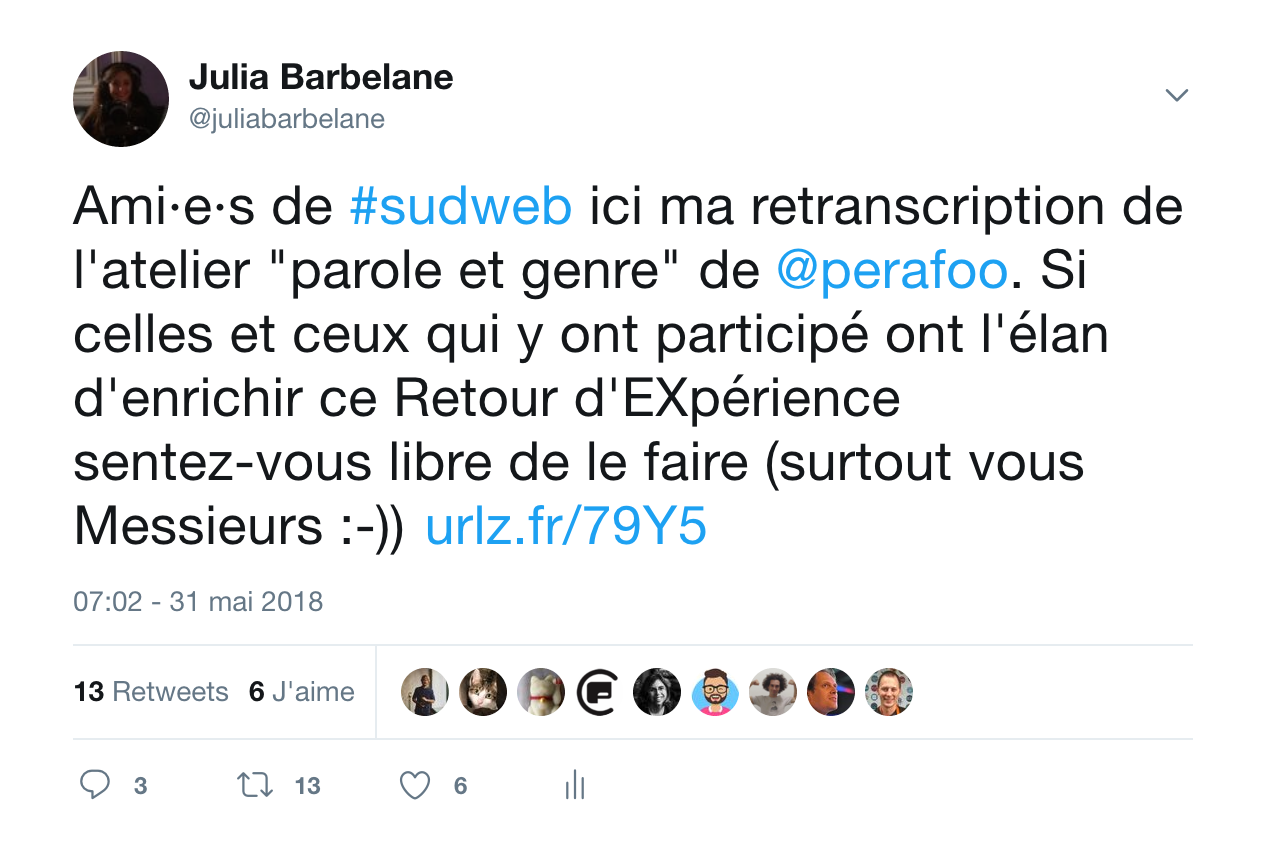 Julia Barbelane
@juliabarbelane
Ami·e·s de #sudweb ici ma retranscription de
l'atelier "parole et genre" de @perafoo. Si
celles et ceux qui y ont participé ont l'élan
d'enrichir ce Retour d'EXpérience
sentez-vous libre de le faire (surtout vous
Messieurs :-)) urlz.fr/79Y5
07:02 - 31 mai 2018
13 Retweets 6 J'aime
3 13 6